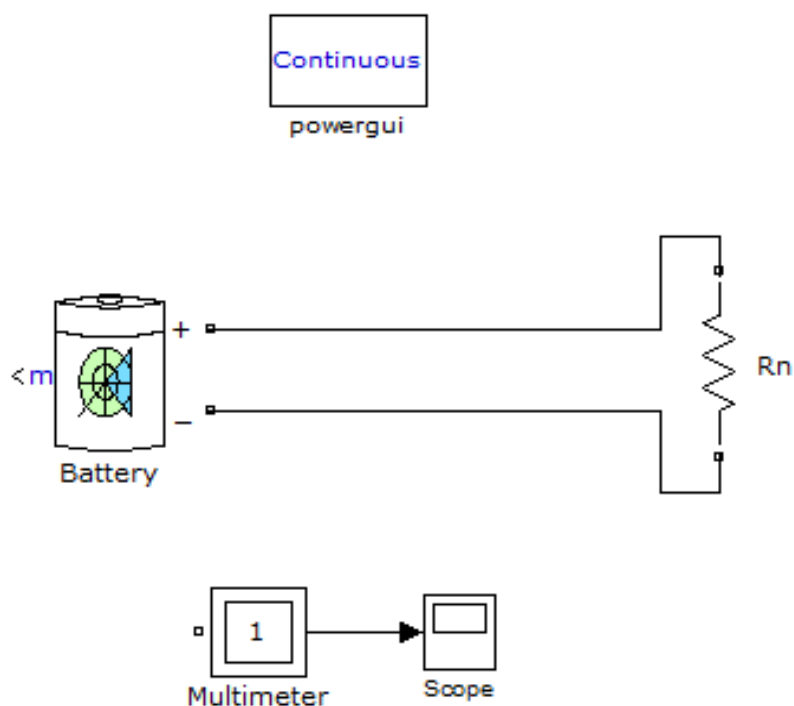 Continuous
powergui
+
<m
−
Battery
Rn
1
Multimeter
Scope